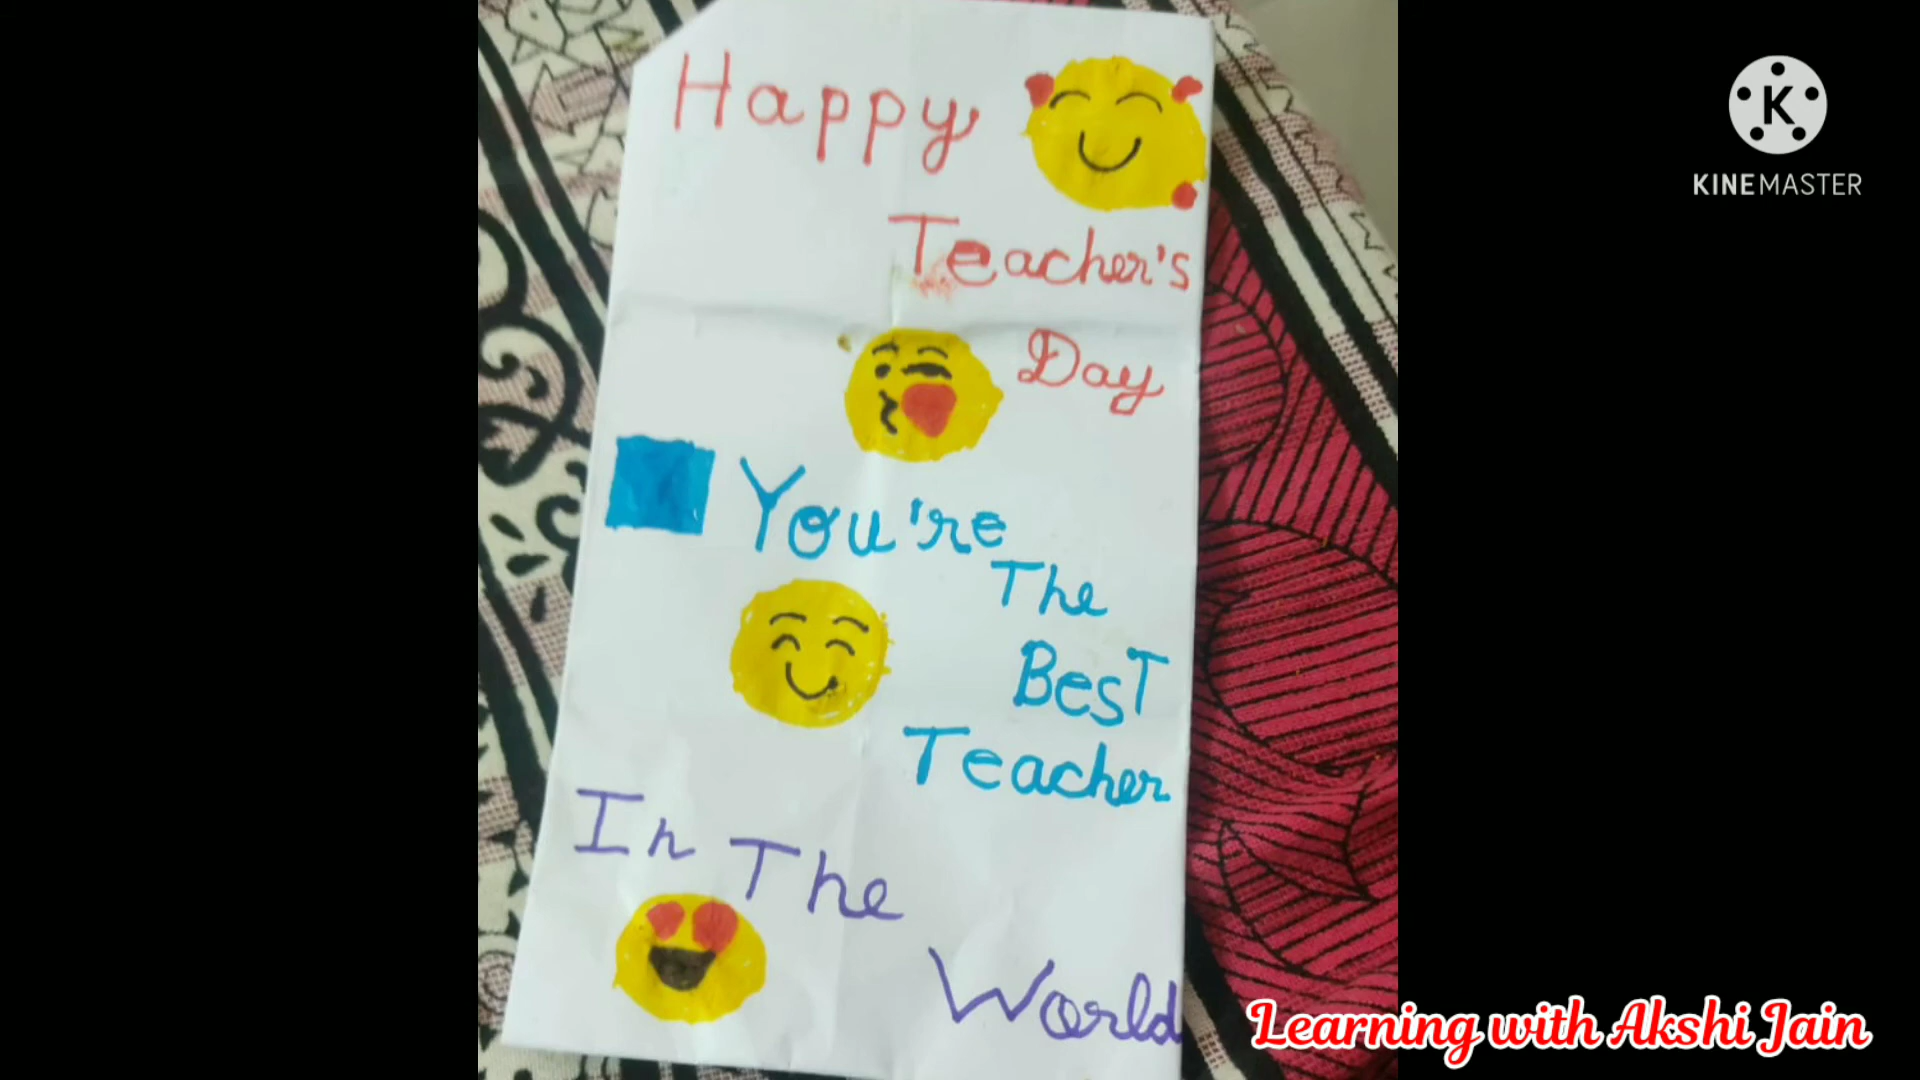 Happy
Teacher's
Day
You're
The
BesT
Teacher
In The
World
K
KINEMASTER
Learning with Akshi Jain